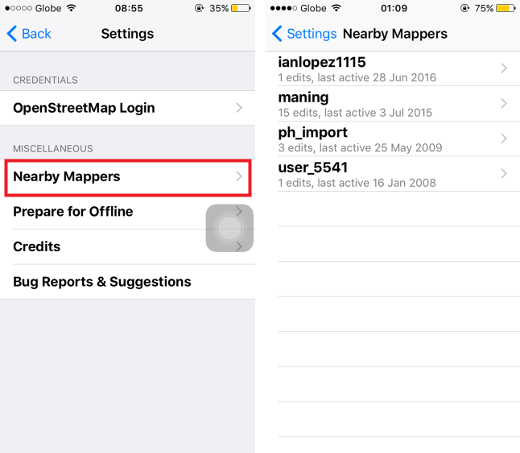 Globe 08:55 35%
Back Settings
CREDENTIALS
OpenStreetMap Login
MISCELLANEOUS
Nearby Mappers
Prepare for Offline
Credits
Bug Reports & Suggestions
Globe 01:09 75%
Settings Nearby Mappers
ianlopez1115
1 edits, last active 28 Jun 2016
maning
15 edits, last active 3 Jul 2015
ph_import
3 edits, last active 25 May 2009
user_5541
1 edits, last active 16 Jan 2008